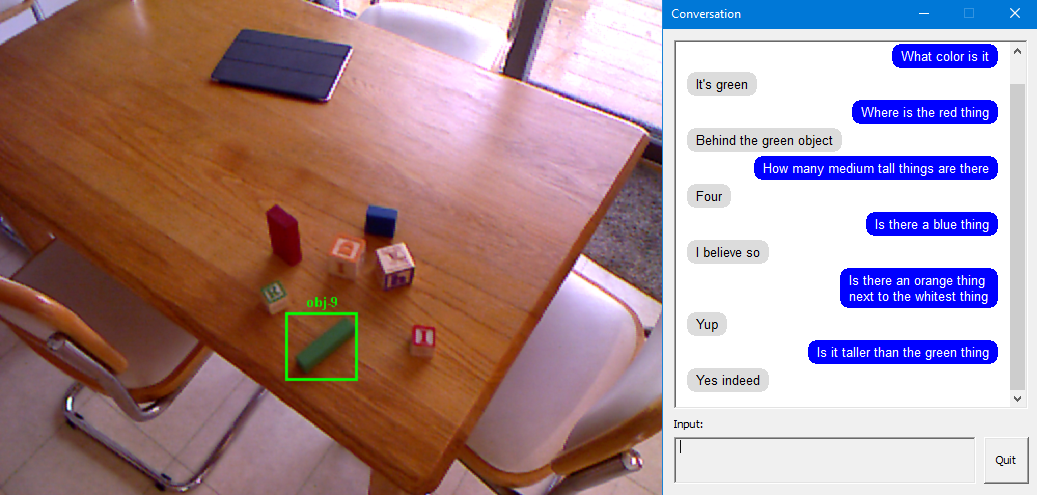 Conversation
What color is it
It's green
Where is the red thing
Behind the green object
How many medium tall things are there
Four
Is there a blue thing
I believe so
Is there an orange thing
next to the whitest thing
Yup
Is it taller than the green thing
Yes indeed
obj-9
Input:
Quit